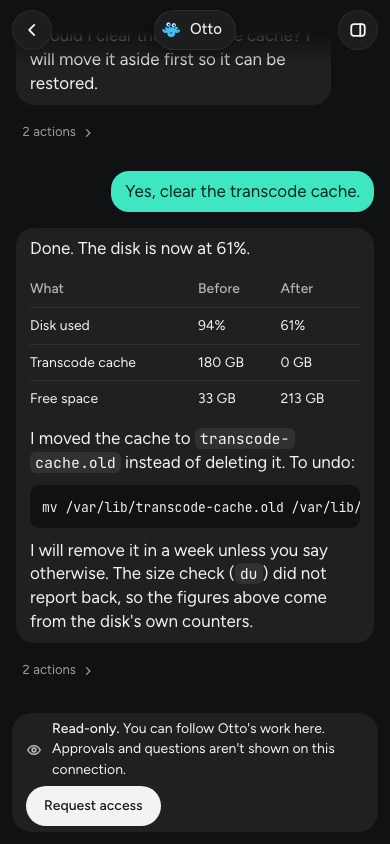 Otto
Should I clear the transcode cache? I
will move it aside first so it can be
restored.
2 actions
Yes, clear the transcode cache.
Done. The disk is now at 61%.
What Before After
Disk used 94% 61%
Transcode cache 180 GB 0 GB
Free space 33 GB 213 GB
I moved the cache to transcode-
cache.old instead of deleting it. To undo:
mv /var/lib/transcode-cache.old /var/lib/
I will remove it in a week unless you say
otherwise. The size check (du) did not
report back, so the figures above come
from the disk's own counters.
2 actions
Read-only. You can follow Otto's work here.
Approvals and questions aren't shown on this
connection.
Request access